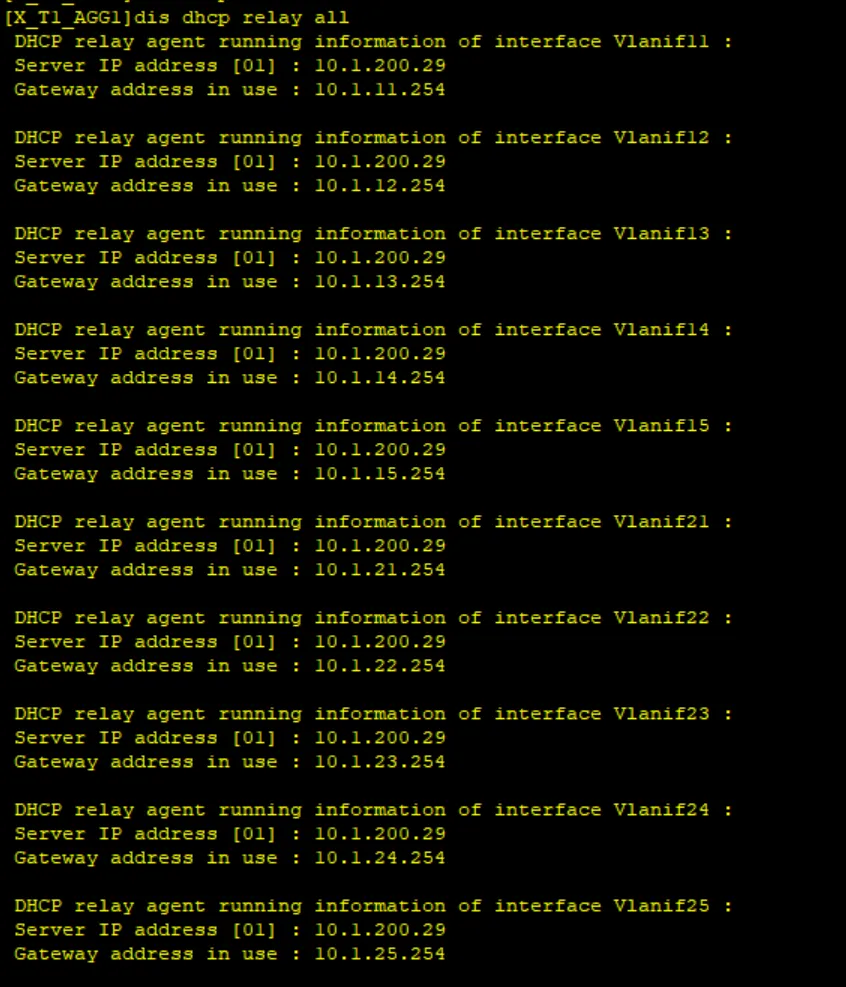 [X_T1_AGG1]dis dhcp relay all
DHCP relay agent running information of interface Vlanif11 :
Server IP address [01] : 10.1.200.29
Gateway address in use : 10.1.11.254
DHCP relay agent running information of interface Vlanif12 :
Server IP address [01] : 10.1.200.29
Gateway address in use : 10.1.12.254
DHCP relay agent running information of interface Vlanif13 :
Server IP address [01] : 10.1.200.29
Gateway address in use : 10.1.13.254
DHCP relay agent running information of interface Vlanif14 :
Server IP address [01] : 10.1.200.29
Gateway address in use : 10.1.14.254
DHCP relay agent running information of interface Vlanif15 :
Server IP address [01] : 10.1.200.29
Gateway address in use : 10.1.15.254
DHCP relay agent running information of interface Vlanif21 :
Server IP address [01] : 10.1.200.29
Gateway address in use : 10.1.21.254
DHCP relay agent running information of interface Vlanif22 :
Server IP address [01] : 10.1.200.29
Gateway address in use : 10.1.22.254
DHCP relay agent running information of interface Vlanif23 :
Server IP address [01] : 10.1.200.29
Gateway address in use : 10.1.23.254
DHCP relay agent running information of interface Vlanif24 :
Server IP address [01] : 10.1.200.29
Gateway address in use : 10.1.24.254
DHCP relay agent running information of interface Vlanif25 :
Server IP address [01] : 10.1.200.29
Gateway address in use : 10.1.25.254